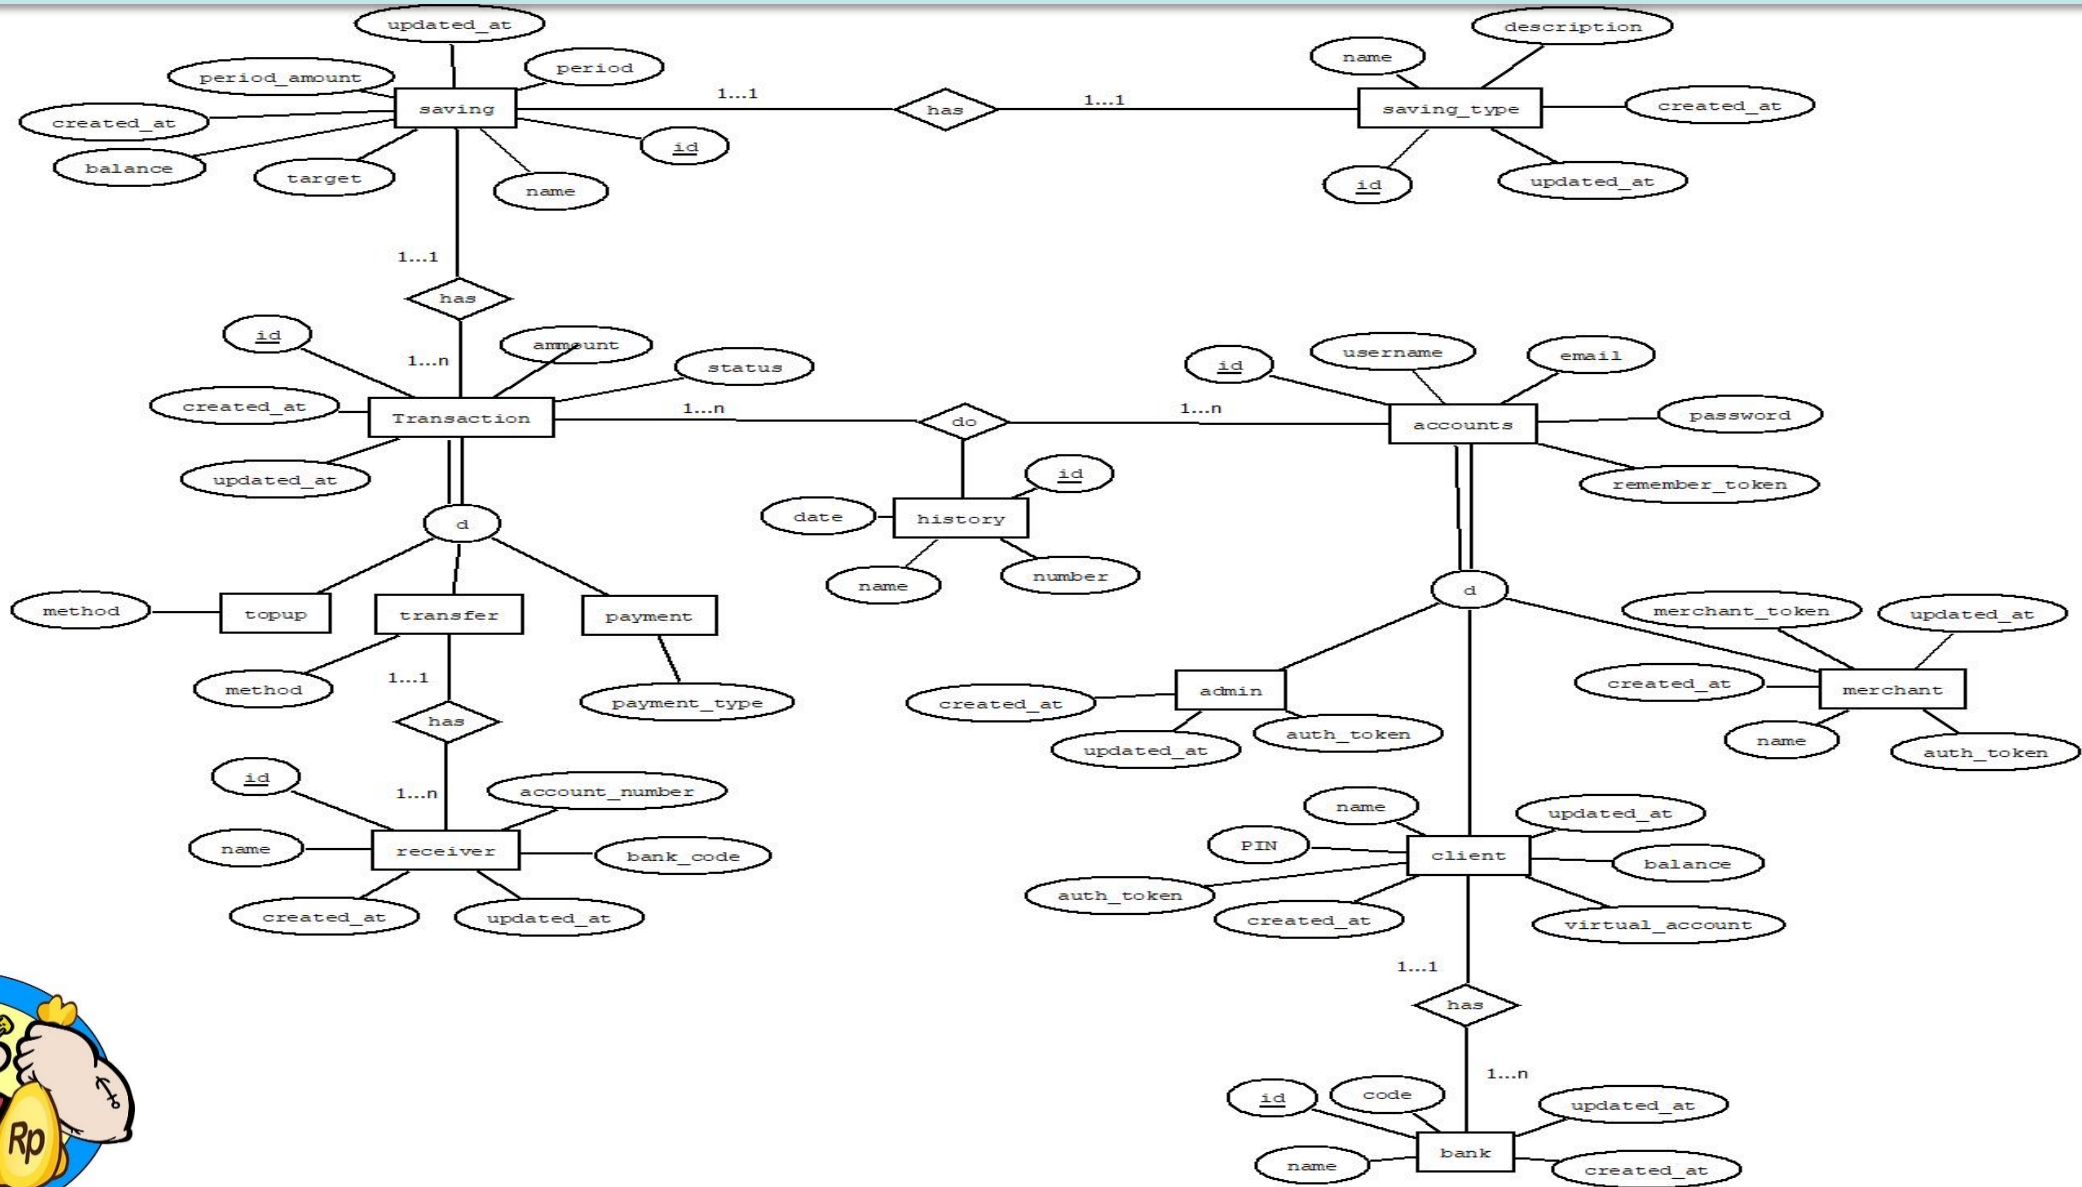 updated_at
description
period_amount
period
name
saving
1...1
has
1...1
saving_type
created_at
created_at
id
balance
target
name
id
updated_at
1...1
has
id
ammount
1...n
status
id
username
email
created_at
Transaction
1...n
do
1...n
accounts
password
updated_at
id
remember_token
d
date
history
name
number
d
method
topup
transfer
payment
merchant_token
updated_at
method
1...1
payment_type
created_at
admin
created_at
merchant
has
updated_at
auth_token
name
auth_token
id
account_number
1...n
name
updated_at
name
receiver
bank_code
PIN
client
balance
auth_token
created_at
updated_at
created_at
virtual_account
1...1
has
1...n
id
code
updated_at
Rp
bank
name
created_at